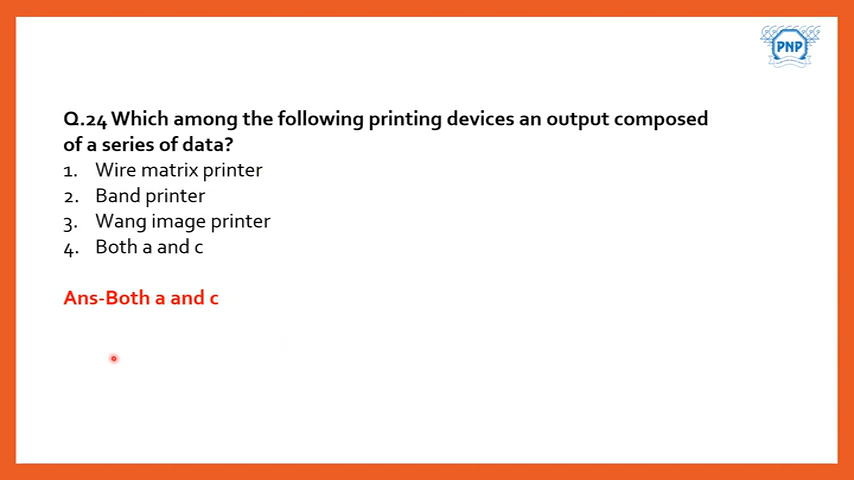 PNP
Q.24 Which among the following printing devices an output composed
of a series of data?
1. Wire matrix printer
2. Band printer
3. Wang image printer
4. Both a and c
Ans-Both a and c